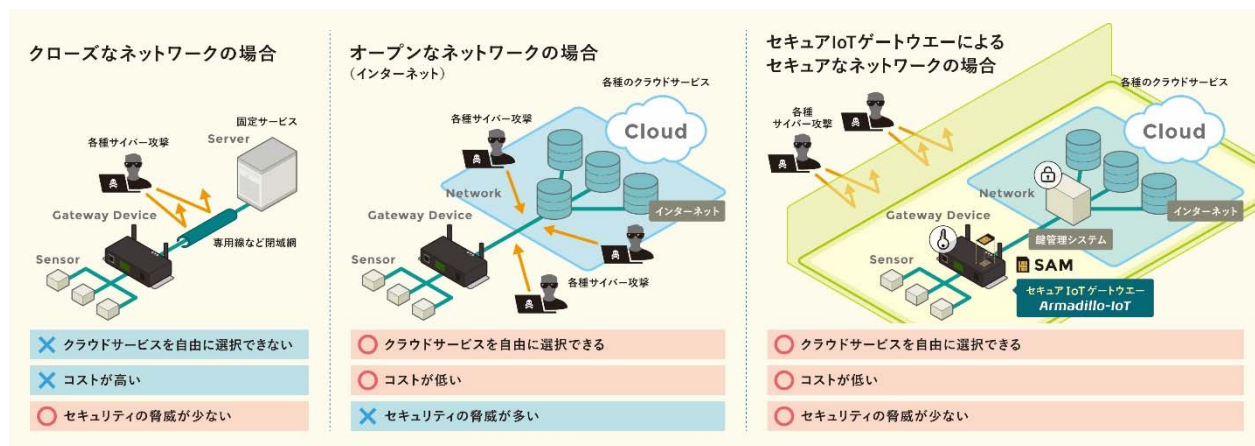 クローズなネットワークの場合
固定サービス
Server
各種サイバー攻撃
Gateway Device
専用線など閉域網
Sensor
クラウドサービスを自由に選択できない
コストが高い
セキュリティの脅威が少ない
オープンなネットワークの場合
(インターネット)
各種のクラウドサービス
Cloud
各種サイバー攻撃
Network
インターネット
Gateway Device
Sensor
各種サイバー攻撃
クラウドサービスを自由に選択できる
コストが低い
セキュリティの脅威が多い
セキュアIoTゲートウエーによる
セキュアなネットワークの場合
各種のクラウドサービス
各種
サイバー攻撃
Cloud
Network
インターネット
Gateway Device
鍵管理システム
Sensor
SAM
セキュアIoTゲートウエー
Armadillo-IoT
クラウドサービスを自由に選択できる
コストが低い
セキュリティの脅威が少ない